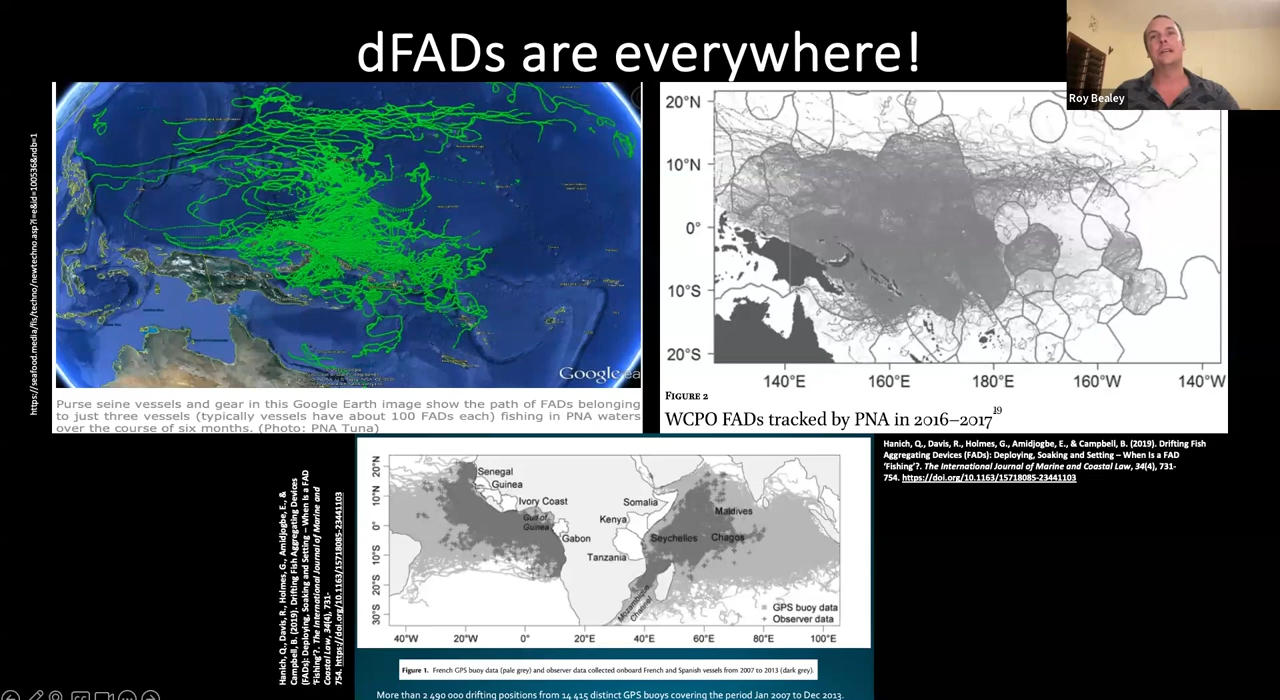 dFADs are everywhere!
Roy Bealey
https://seafood.media/fis/techno/newtechno.asp?l=e&id=100536&ndb=1
Google ea
Purse seine vessels and gear in this Google Earth image show the path of FADs belonging
to just three vessels (typically vessels have about 100 FADs each) fishing in PNA waters
over the course of six months. (Photo: PNA Tuna)
20°N
10°N
0°
10°S
20°S
140°E 160°E 180°E 160°W 140°W
FIGURE 2
WCPO FADs tracked by PNA in 2016–2017 19
Hanich, Q., Davis, R., Holmes, G., Amidjogbe, E., & Campbell, B. (2019). Drifting Fish
Aggregating Devices (FADs): Deploying, Soaking and Setting – When Is a FAD
'Fishing'?. The International Journal of Marine and Coastal Law, 34(4), 731-
754. https://doi.org/10.1163/15718085-23441103
Hanich, Q., Davis, R., Holmes, G., Amidjogbe, E., &
Campbell, B. (2019). Drifting Fish Aggregating Devices
(FADs): Deploying, Soaking and Setting – When Is a FAD
'Fishing'?. The International Journal of Marine and
Coastal Law, 34(4), 731-
754. https://doi.org/10.1163/15718085-23441103
20°N
10°N
0°
10°S
20°S
30°S
Senegal
Guinea
Ivory Coast
Gulf of
Guinea
Gabon
Somalia
Kenya
Tanzania
Maldives
Seychelles
Chagos
Mozambique
Channel
GPS buoy data
+ Observer data
40°W 20°W 0° 20°E 40°E 60°E 80°E 100°E
Figure 1. French GPS buoy data (pale grey) and observer data collected onboard French and Spanish vessels from 2007 to 2013 (dark grey).
More than 2 490 000 drifting positions from 14 415 distinct GPS buoys covering the period Jan 2007 to Dec 2013.